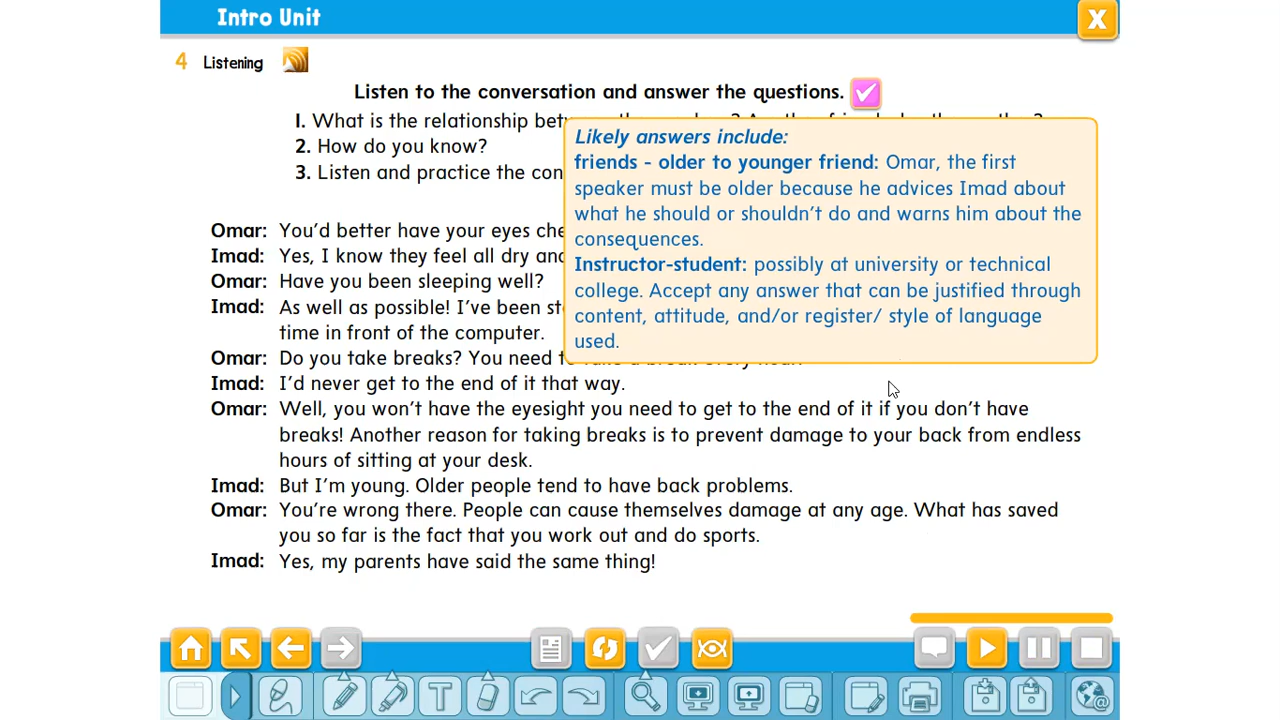 Intro Unit
X
4 Listening
Listen to the conversation and answer the questions.
1. What is the relationship
2. How do you know?
3. Listen and practice the
Likely answers include:
friends - older to younger friend: Omar, the first
speaker must be older because he advices Imad about
what he should or shouldn't do and warns him about the
consequences.
Instructor-student: possibly at university or technical
college. Accept any answer that can be justified through
content, attitude, and/or register/ style of language
used.
Omar: You'd better have your eyes
Imad: Yes, I know they feel all dry
Omar: Have you been sleeping well?
Imad: As well as possible! I've been
time in front of the computer.
Omar: Do you take breaks? You need
Imad: I'd never get to the end of it that way.
Omar: Well, you won't have the eyesight you need to get to the end of it if you don't have
breaks! Another reason for taking breaks is to prevent damage to your back from endless
hours of sitting at your desk.
Imad: But I'm young. Older people tend to have back problems.
Omar: You're wrong there. People can cause themselves damage at any age. What has saved
you so far is the fact that you work out and do sports.
Imad: Yes, my parents have said the same thing!
T
@